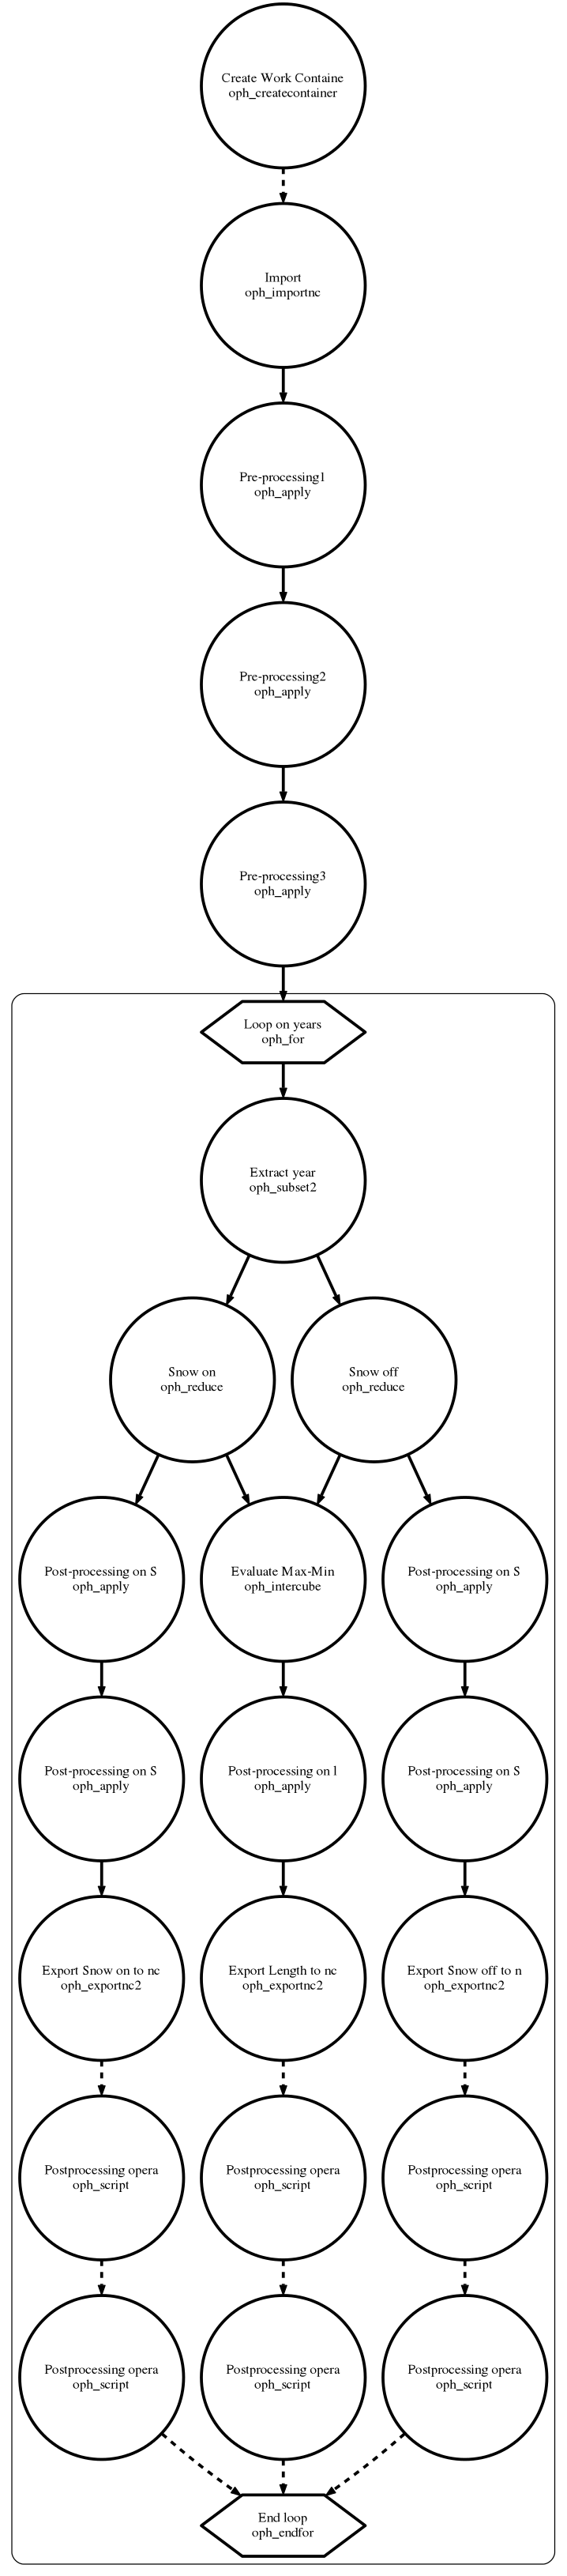 Create Work Containe
oph_createcontainer
Import
oph_importnc
Pre-processing1
oph_apply
Pre-processing2
oph_apply
Pre-processing3
oph_apply
Loop on years
oph_for
Extract year
oph_subset2
Snow on
oph_reduce
Snow off
oph_reduce
Post-processing on S
oph_apply
Evaluate Max-Min
oph_intercube
Post-processing on S
oph_apply
Post-processing on S
oph_apply
Post-processing on l
oph_apply
Post-processing on S
oph_apply
Export Snow on to nc
oph_exportnc2
Export Length to nc
oph_exportnc2
Export Snow off to n
oph_exportnc2
Postprocessing opera
oph_script
Postprocessing opera
oph_script
Postprocessing opera
oph_script
Postprocessing opera
oph_script
Postprocessing opera
oph_script
Postprocessing opera
oph_script
End loop
oph_endfor